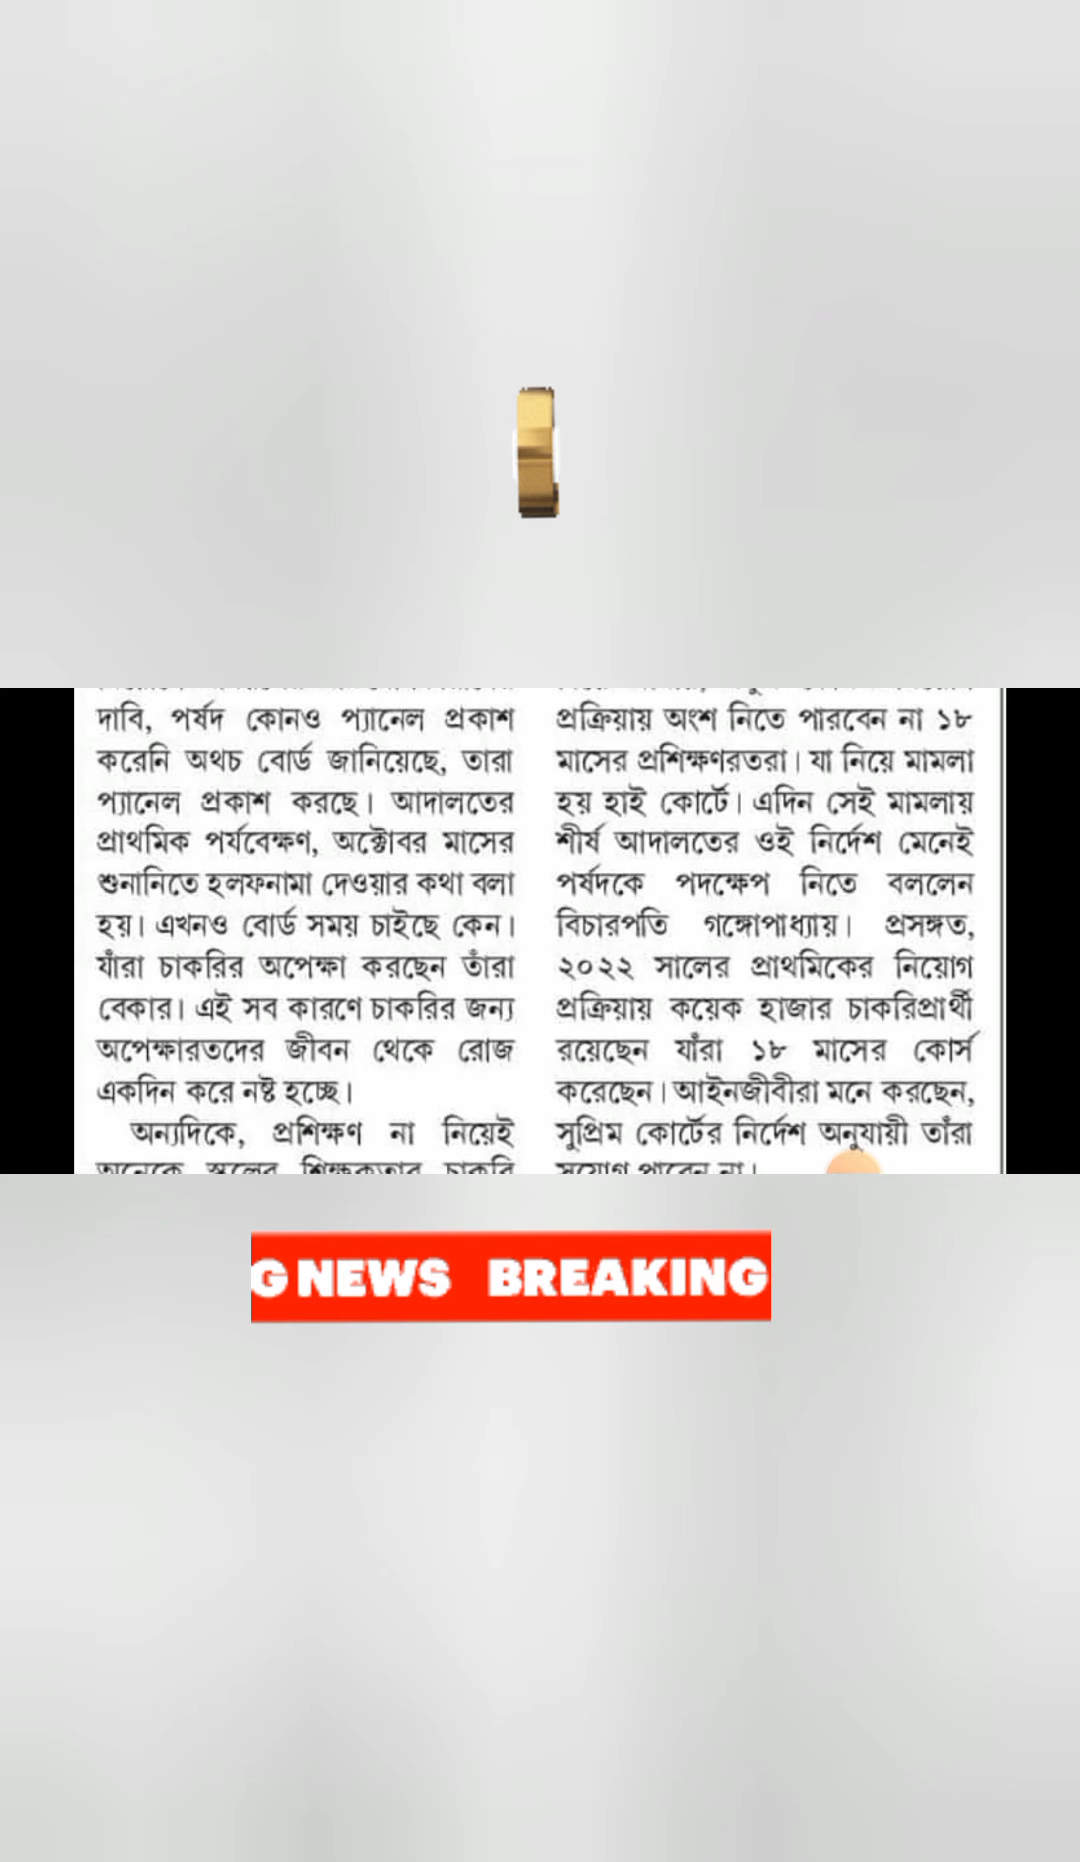 দাবি, পর্ষদ কোনও প্যানেল প্রকাশ
করেনি অথচ বোর্ড জানিয়েছে, তারা
প্যানেল প্রকাশ করছে। আদালতের
প্রাথমিক পর্যবেক্ষণ, অক্টোবর মাসের
শুনানিতে হলফনামা দেওয়ার কথা বলা
হয়। এখনও বোর্ড সময় চাইছে কেন।
যাঁরা চাকরির অপেক্ষা করছেন তাঁরা
বেকার। এই সব কারণে চাকরির জন্য
অপেক্ষারতদের জীবন থেকে রোজ
একদিন করে নষ্ট হচ্ছে।
অন্যদিকে, প্রশিক্ষণ না নিয়েই
অনেকে স্কুলের শিক্ষকতার চাকরি
প্রক্রিয়ায় অংশ নিতে পারবেন না ১৮
মাসের প্রশিক্ষণরতরা। যা নিয়ে মামলা
হয় হাই কোর্টে। এদিন সেই মামলায়
শীর্ষ আদালতের ওই নির্দেশ মেনেই
পর্ষদকে পদক্ষেপ নিতে বললেন
বিচারপতি গঙ্গোপাধ্যায়। প্রসঙ্গত,
২০২২ সালের প্রাথমিকের নিয়োগ
প্রক্রিয়ায় কয়েক হাজার চাকরিপ্রার্থী
রয়েছেন যাঁরা ১৮ মাসের কোর্স
করেছেন। আইনজীবীরা মনে করছেন,
সুপ্রিম কোর্টের নির্দেশ অনুযায়ী তাঁরা
সুযোগ পাবেন না।
G NEWS BREAKING